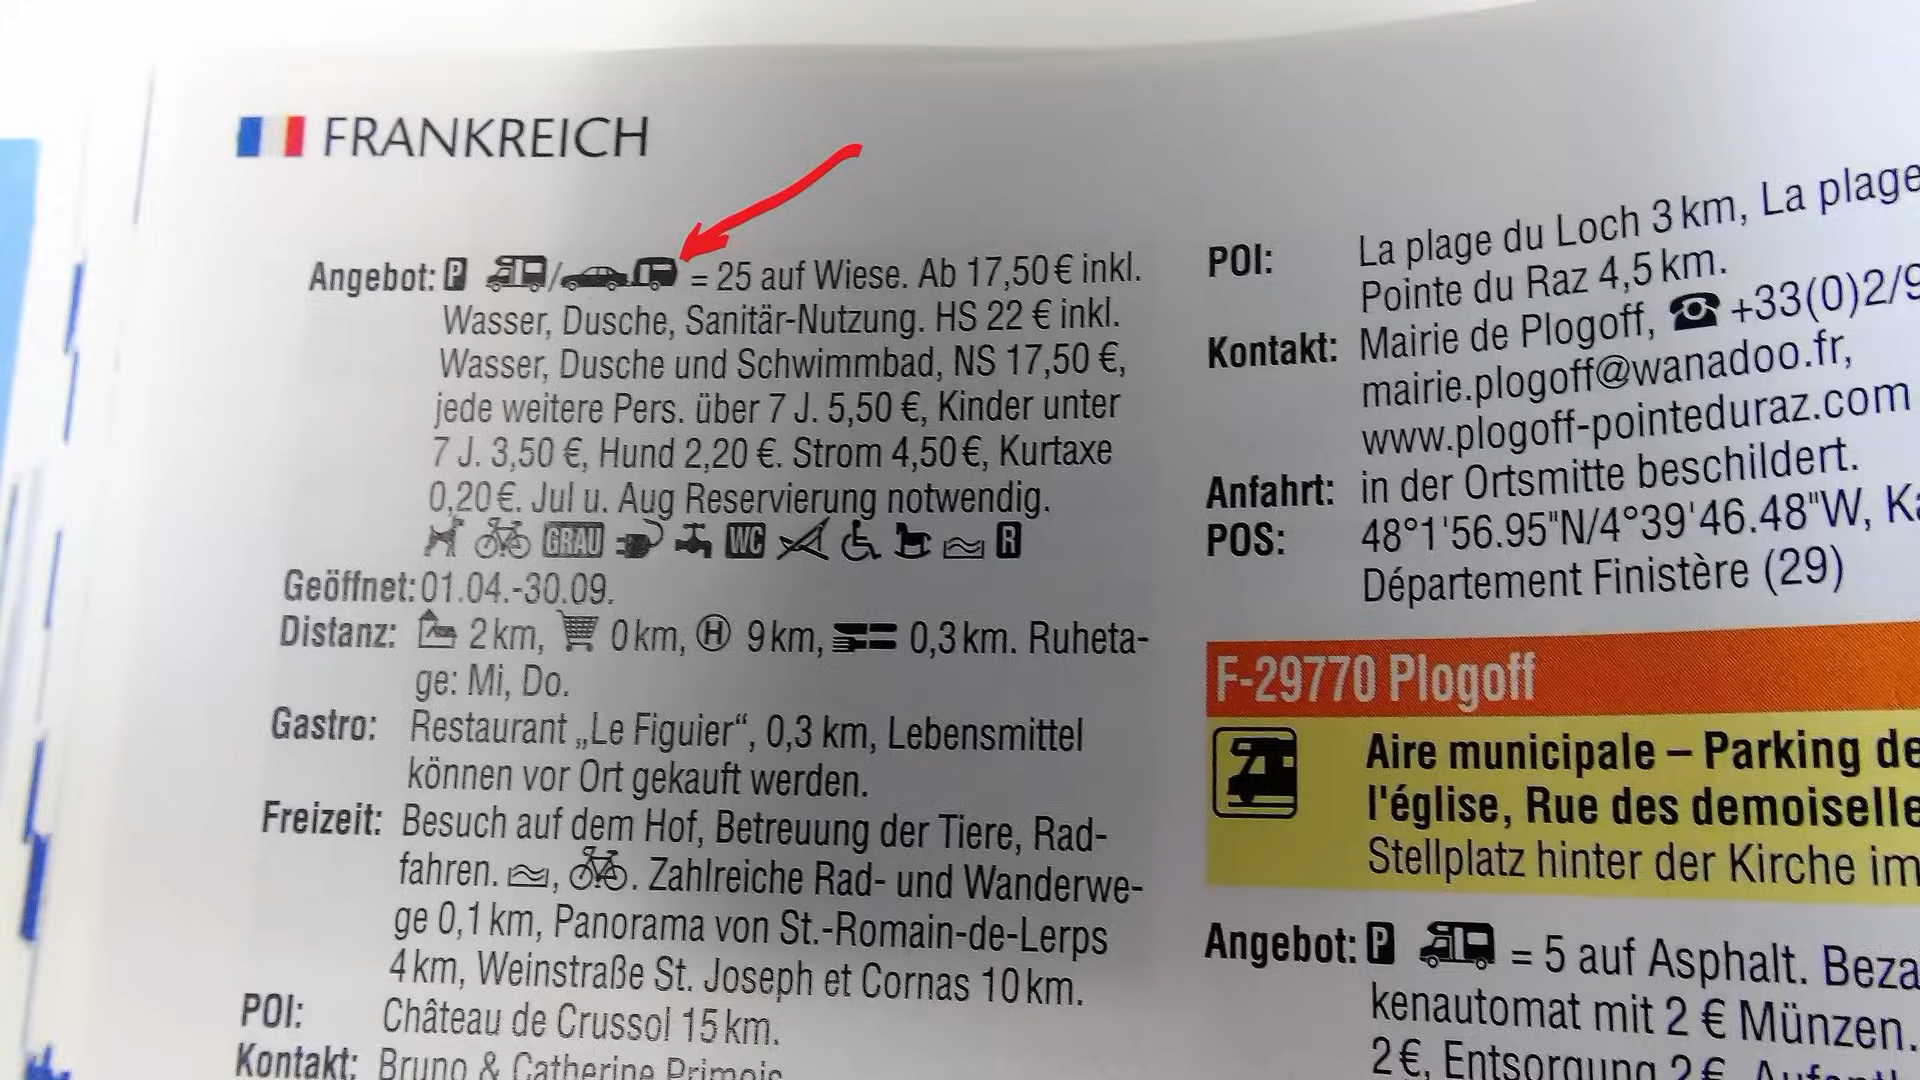 FRANKREICH
Angebot: P / = 25 auf Wiese. Ab 17,50 € inkl.
Wasser, Dusche, Sanitär-Nutzung. HS 22 € inkl.
Wasser, Dusche und Schwimmbad, NS 17,50 €,
jede weitere Pers. über 7 J. 5,50 €, Kinder unter
7 J. 3,50 €, Hund 2,20 €. Strom 4,50 €, Kurtaxe
0,20 €. Jul u. Aug Reservierung notwendig.
GRAU WC R
Geöffnet: 01.04.-30.09.
Distanz: 2 km, 0 km, H 9 km, 0,3 km. Ruheta-
ge: Mi, Do.
Gastro: Restaurant „Le Figuier“, 0,3 km, Lebensmittel
können vor Ort gekauft werden.
Freizeit: Besuch auf dem Hof, Betreuung der Tiere, Rad-
fahren. , . Zahlreiche Rad- und Wanderwe-
ge 0,1 km, Panorama von St.-Romain-de-Lerps
4 km, Weinstraße St. Joseph et Cornas 10 km.
POI: Château de Crussol 15 km.
Kontakt: Bruno & Catherine Primois
POI: La plage du Loch 3 km, La plage
Pointe du Raz 4,5 km.
Kontakt: Mairie de Plogoff, +33(0)2/9
mairie.plogoff@wanadoo.fr,
www.plogoff-pointeduraz.com
Anfahrt: in der Ortsmitte beschildert.
POS: 48°1'56.95"N/4°39'46.48"W, Ka
Département Finistère (29)
F-29770 Plogoff
Aire municipale – Parking de
l'église, Rue des demoiselle
Stellplatz hinter der Kirche im
Angebot: P = 5 auf Asphalt. Beza
kenautomat mit 2 € Münzen.
2 €, Entsorgung 2 €.